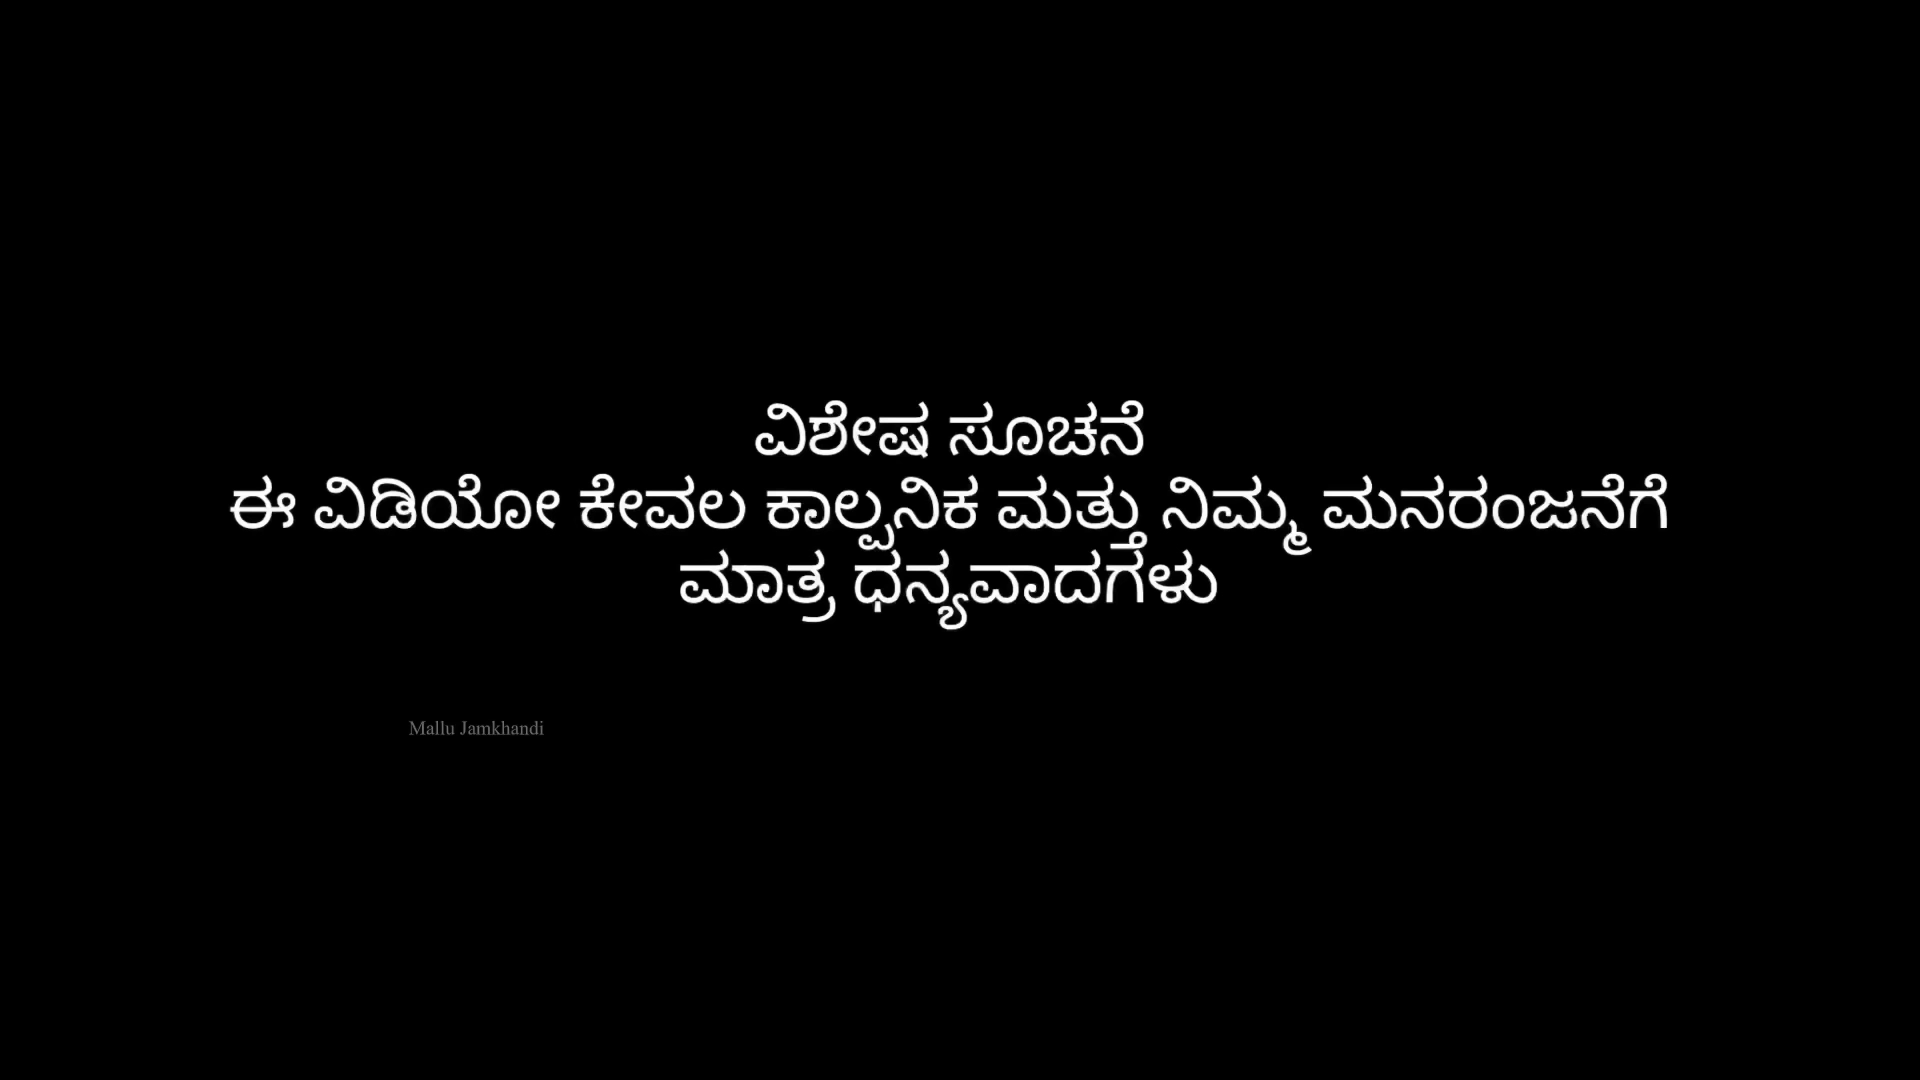 ವಿಶೇಷ ಸೂಚನೆ
ಈ ವಿಡಿಯೋ ಕೇವಲ ಕಾಲ್ಪನಿಕ ಮತ್ತು ನಿಮ್ಮ ಮನರಂಜನೆಗೆ
ಮಾತ್ರ ಧನ್ಯವಾದಗಳು
Mallu Jamkhandi